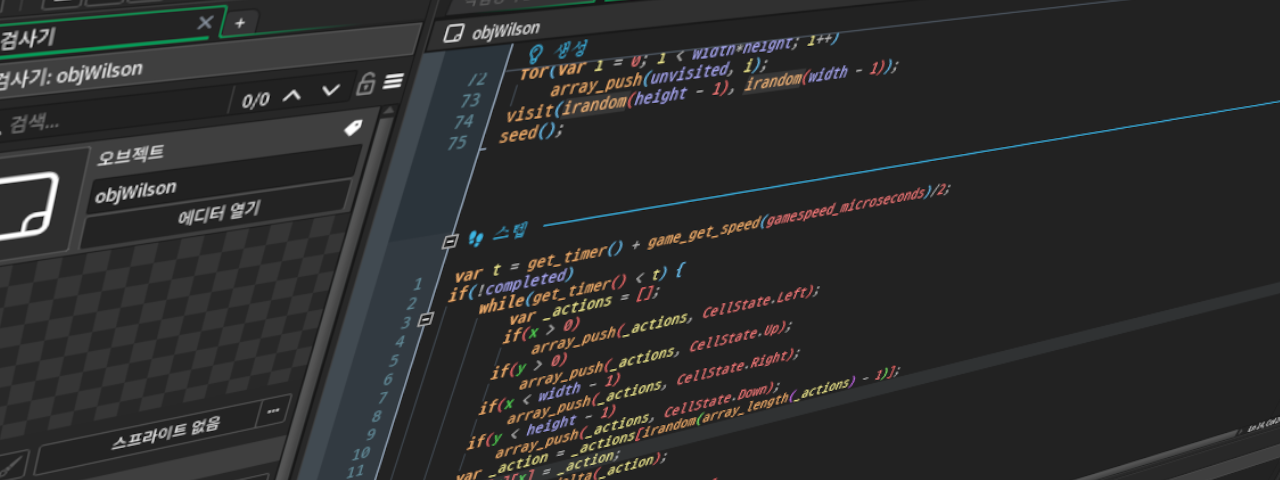 검사기
검사기: objWilson
0/0
검색...
오브젝트
objWilson
에디터 열기
스프라이트 없음
...
objWilson
생성
72 for(var i = 0; i < width*height; i++)
73 array_push(unvisited, i);
74 visit(irandom(height - 1), irandom(width - 1));
75 seed();
스텝
1 var t = get_timer() + game_get_speed(gamespeed_microseconds)/2;
2 if(!completed)
3 while(get_timer() < t) {
4 var _actions = [];
5 if(x > 0)
6 array_push(_actions, CellState.Left);
7 if(y > 0)
8 array_push(_actions, CellState.Up);
9 if(x < width - 1)
10 array_push(_actions, CellState.Right);
11 if(y < height - 1)
array_push(_actions, CellState.Down);
var _action = _actions[irandom(array_length(_actions) - 1)];
[x] = _action;
(_action);